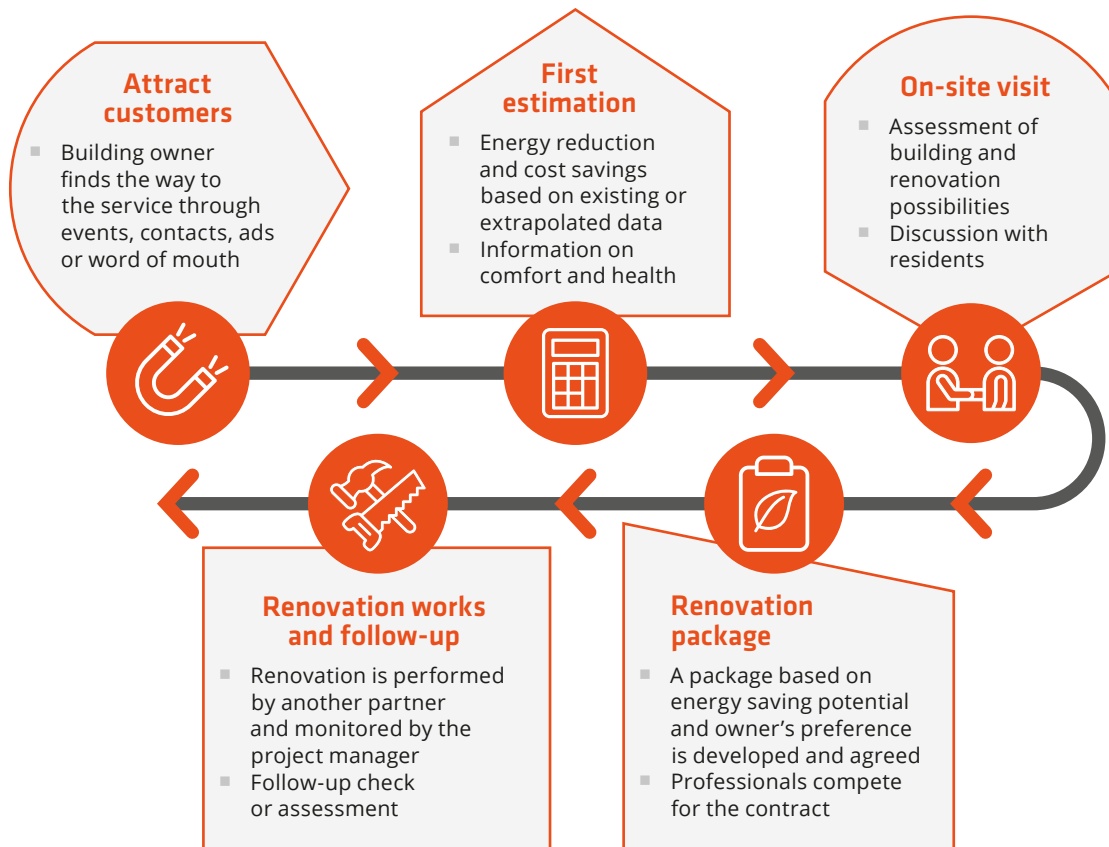 Attract
customers
Building owner
finds the way to
the service through
events, contacts, ads
or word of mouth
First
estimation
Energy reduction
and cost savings
based on existing or
extrapolated data
Information on
comfort and health
On-site visit
Assessment of
building and
renovation
possibilities
Discussion with
residents
Renovation
package
A package based on
energy saving potential
and owner’s preference
is developed and agreed
Professionals compete
for the contract
Renovation works
and follow-up
Renovation is performed
by another partner
and monitored by the
project manager
Follow-up check
or assessment